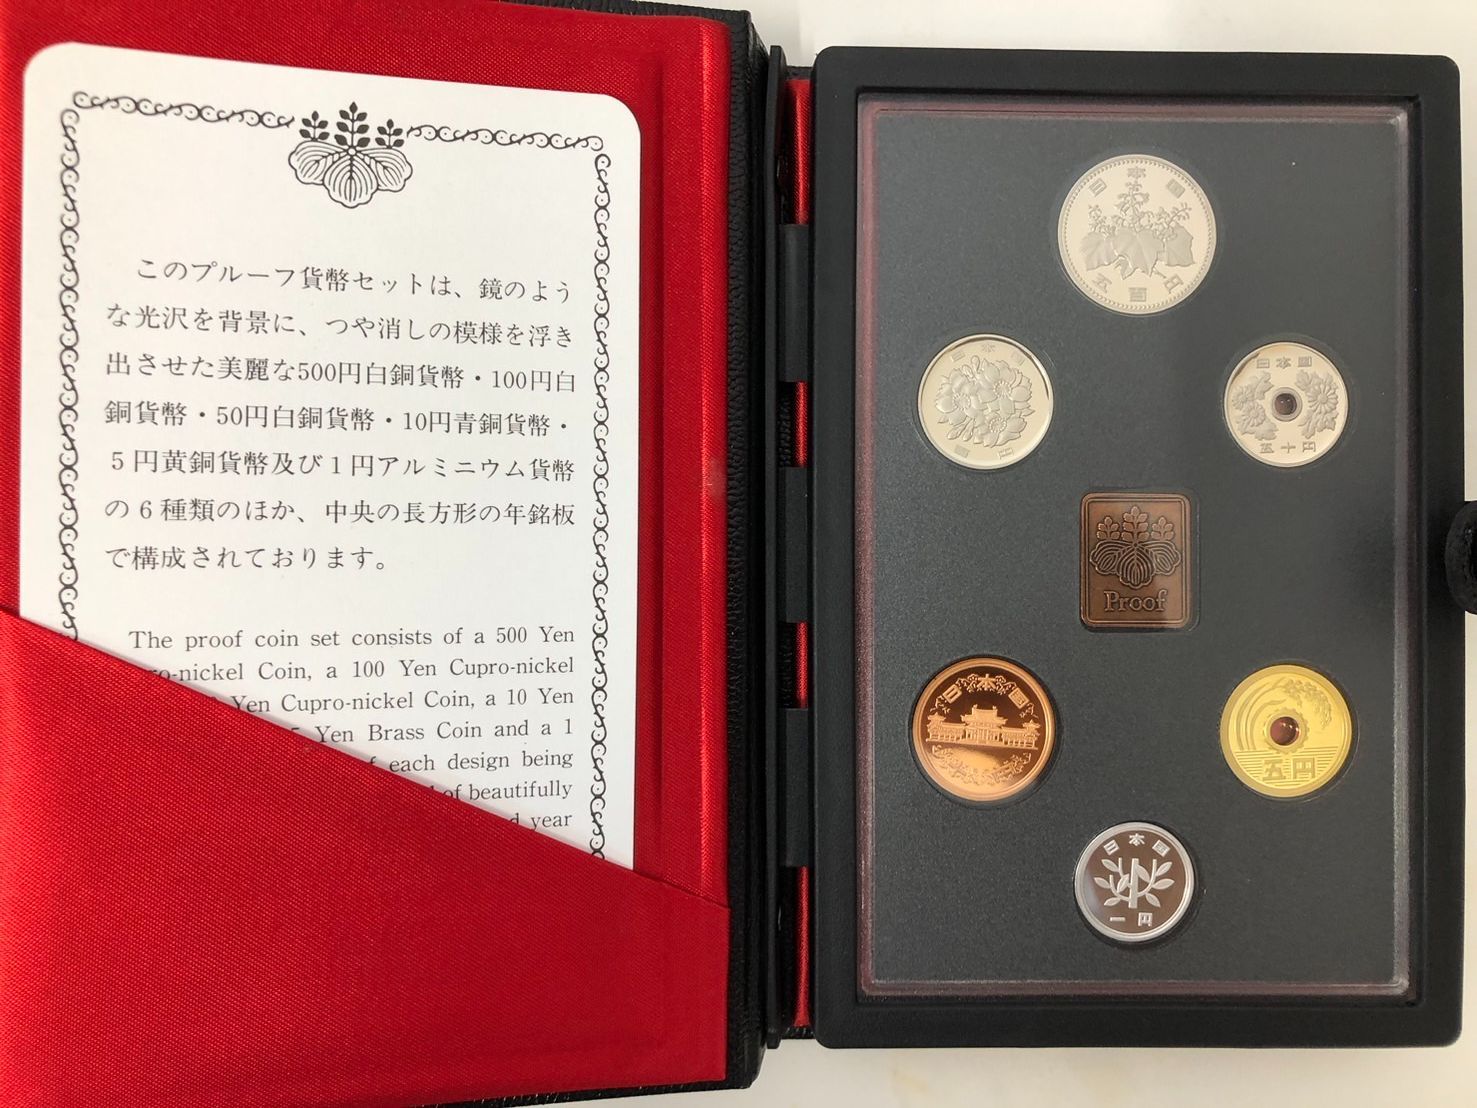 このプルーフ貨幣セットは、鏡のよう
な光沢を背景に、つや消しの模様を浮き
出させた美麗な500円白銅貨幣・100円白
銅貨幣・50円白銅貨幣・10円青銅貨幣・
5円黄銅貨幣及び1円アルミニウム貨幣
の6種類のほか、中央の長方形の年銘板
で構成されております。
The proof coin set consists of a 500 Yen
-nickel Coin, a 100 Yen Cupro-nickel
Yen Cupro-nickel Coin, a 10 Yen
Yen Brass Coin and a 1
each design being
of beautifully
year
日本国
五百円
日本国
百円
日本国
五十円
Proof
日本国
五円
日本国
一円